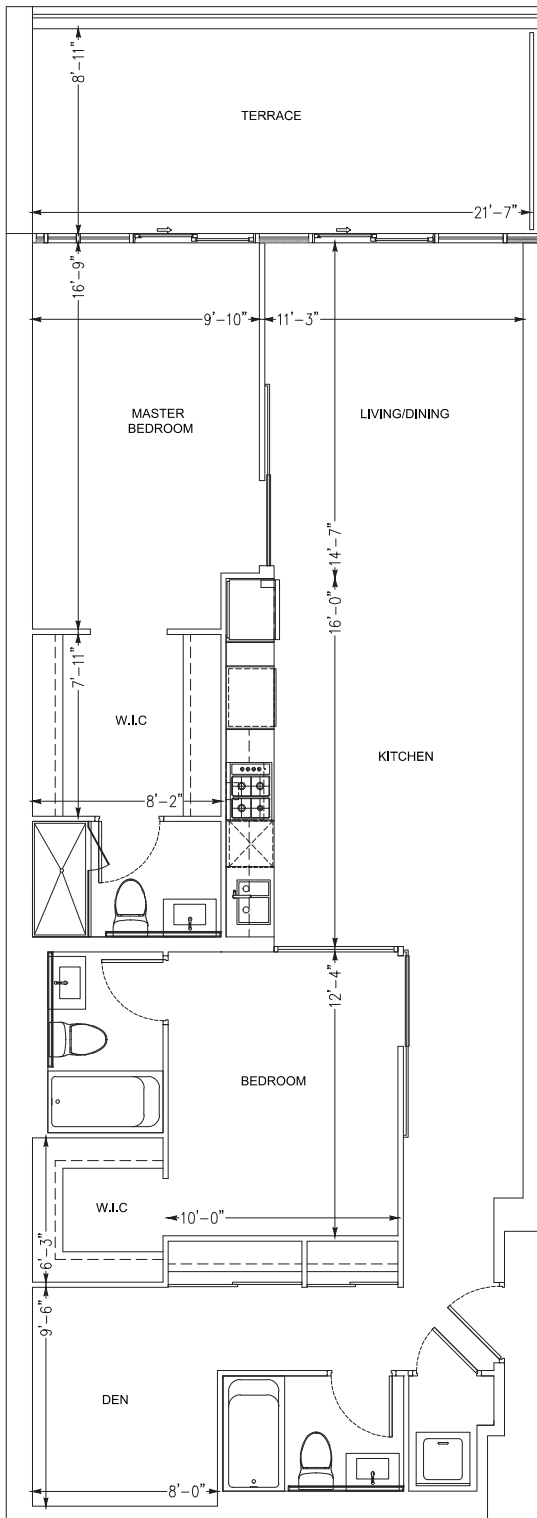 8'-11"
TERRACE
21'-7"
16'-9"
9'-10"
11'-3"
MASTER
BEDROOM
LIVING/DINING
14'-7"
16'-0"
7'-11"
W.I.C
KITCHEN
8'-2"
12'-4"
BEDROOM
W.I.C
10'-0"
6'-3"
9'-6"
DEN
8'-0"